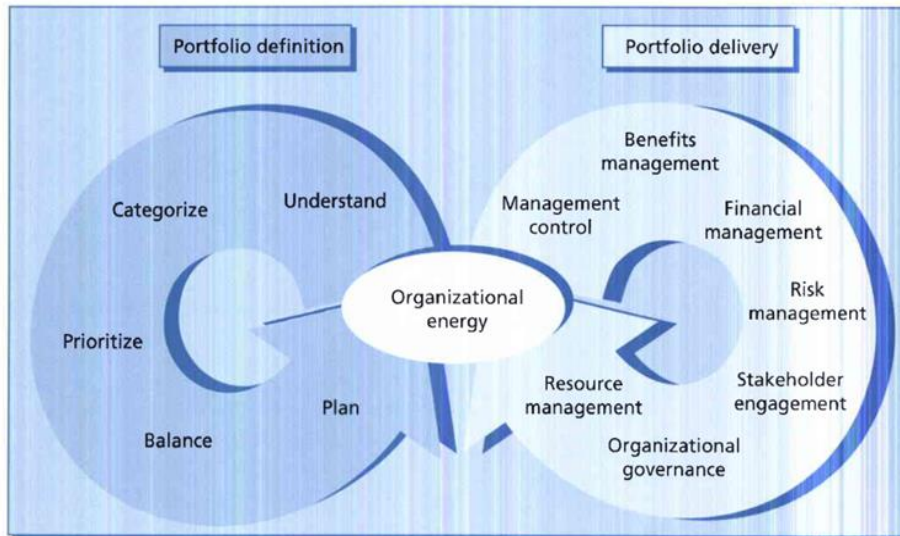 Portfolio definition
Portfolio delivery
Understand
Categorize
Prioritize
Balance
Plan
Organizational
energy
Management
control
Benefits
management
Financial
management
Risk
management
Stakeholder
engagement
Organizational
governance
Resource
management